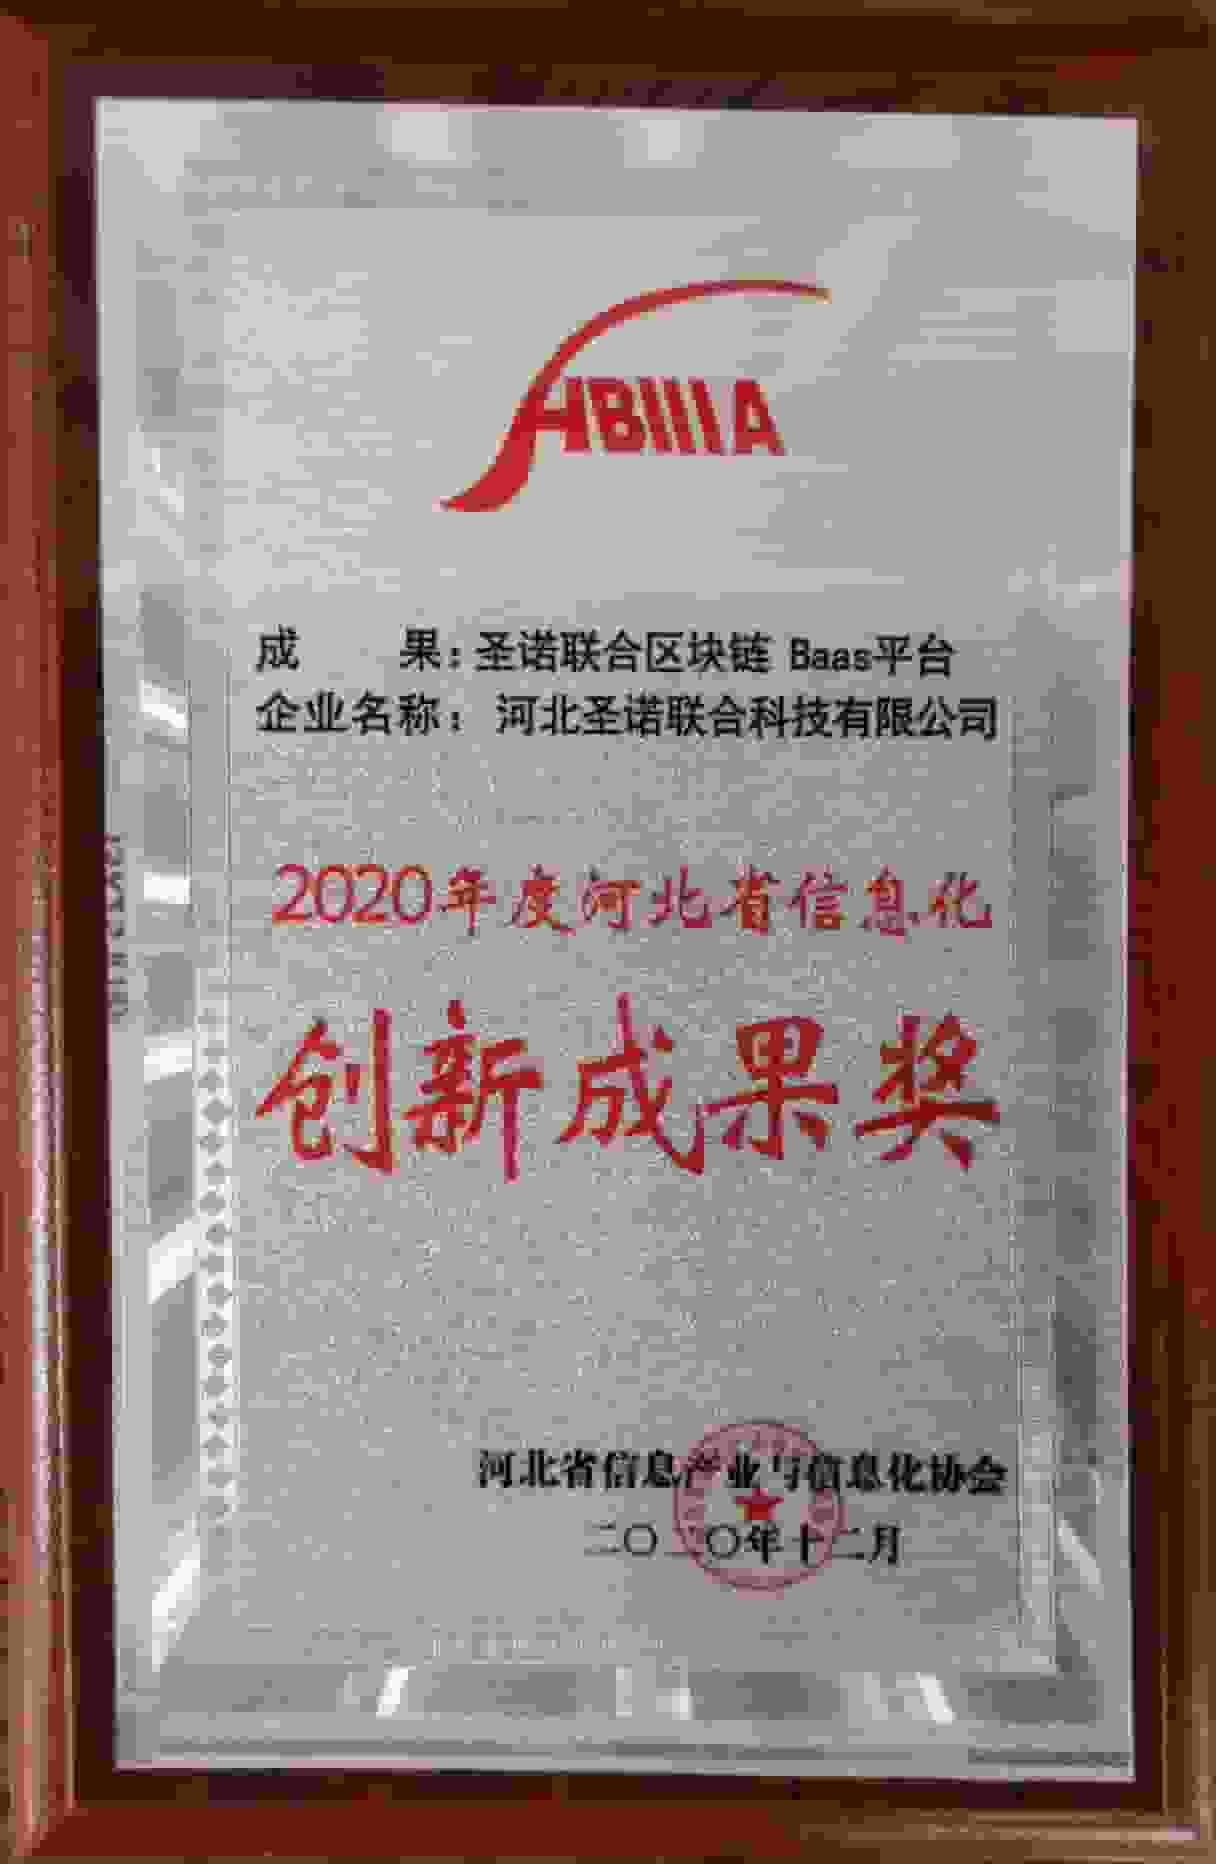 HBIIIA
成 果: 圣诺联合区块链 Baas平台
企业名称: 河北圣诺联合科技有限公司
2020年度河北省信息化
创新成果奖
河北省信息产业与信息化协会
二〇二〇年十二月